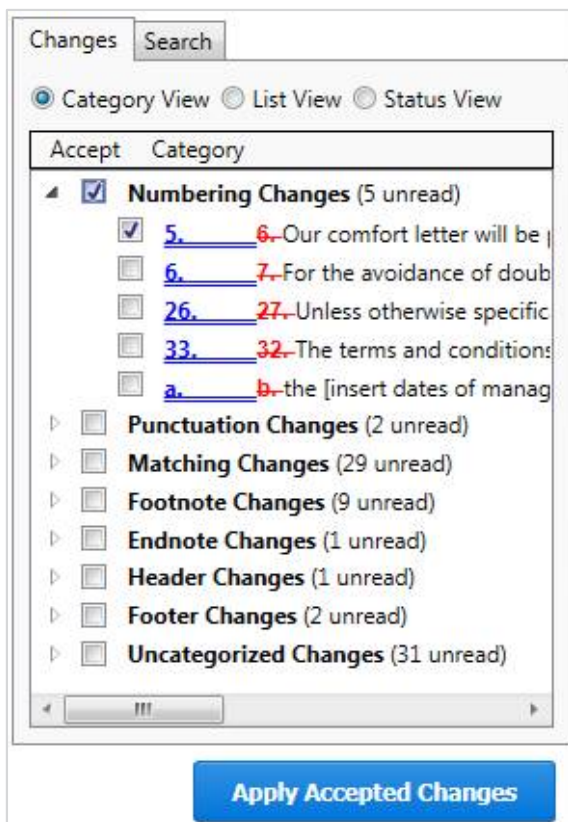 Changes Search
Category View List View Status View
Accept Category
Numbering Changes (5 unread)
5. 6. Our comfort letter will be
6. 7. For the avoidance of doub
26. 27. Unless otherwise specific
33. 32. The terms and conditions
a. b. the [insert dates of manag
Punctuation Changes (2 unread)
Matching Changes (29 unread)
Footnote Changes (9 unread)
Endnote Changes (1 unread)
Header Changes (1 unread)
Footer Changes (2 unread)
Uncategorized Changes (31 unread)
Apply Accepted Changes